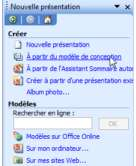 Nouvelle présentation
Créer
Nouvelle présentation
À partir du modèle de conception
À partir de l'Assistant Sommaire autom
Créer à partir d'une présentation exis
Album photo...
Modèles
Rechercher en ligne :
OK
Modèles sur Office Online
Sur mon ordinateur...
Sur mes sites Web...